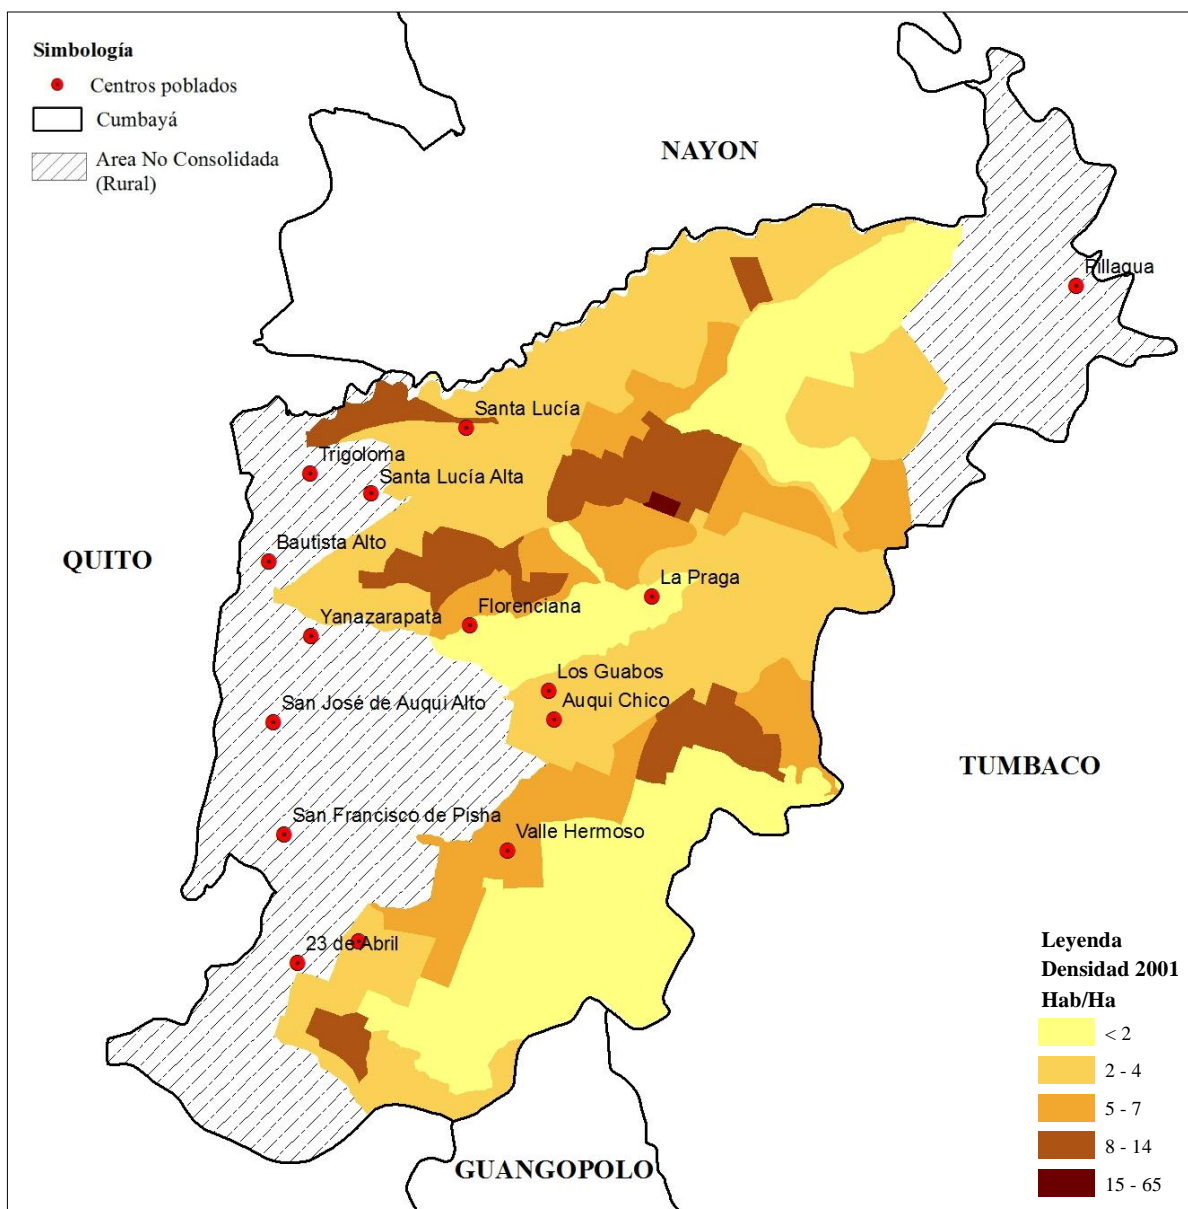 Simbología
Centros poblados
Cumbayá
Area No Consolidada
(Rural)
NAYON
Pillagua
Santa Lucía
Trigoloma
Santa Lucía Alta
QUITO
Bautista Alto
La Praga
Florenciana
Yanazarapata
Los Guabos
San José de Auqui Alto
Auqui Chico
TUMBACO
San Francisco de Pisha
Valle Hermoso
23 de Abril
Leyenda
Densidad 2001
Hab/Ha
< 2
2 - 4
5 - 7
8 - 14
15 - 65
GUANGOPOLO